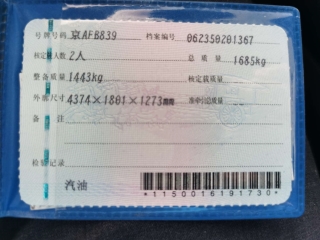 号牌号码 京AFB839 档案编号 062350201367
核定载人数 2人 总质量 1685kg
整备质量 1443kg 核定载质量
外廓尺寸 4374×1801×1273mm 准牵引总质量
备注
检验记录
汽油
*1150016191730*